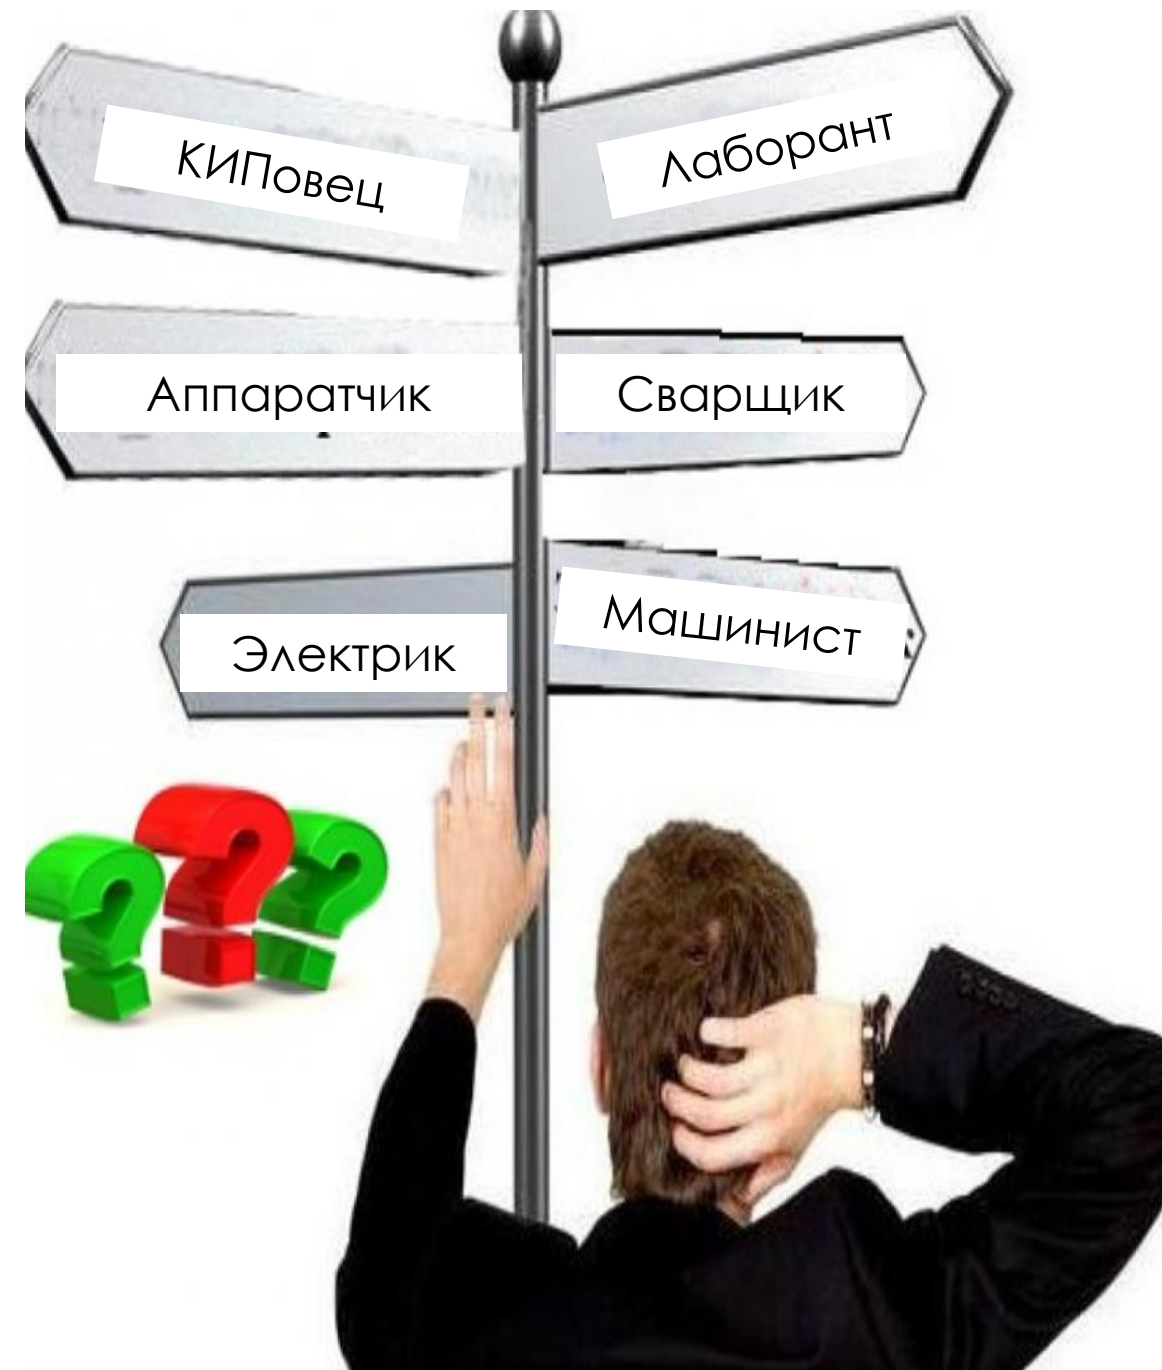 КИПовец
Лаборант
Аппаратчик
Сварщик
Электрик
Машинист